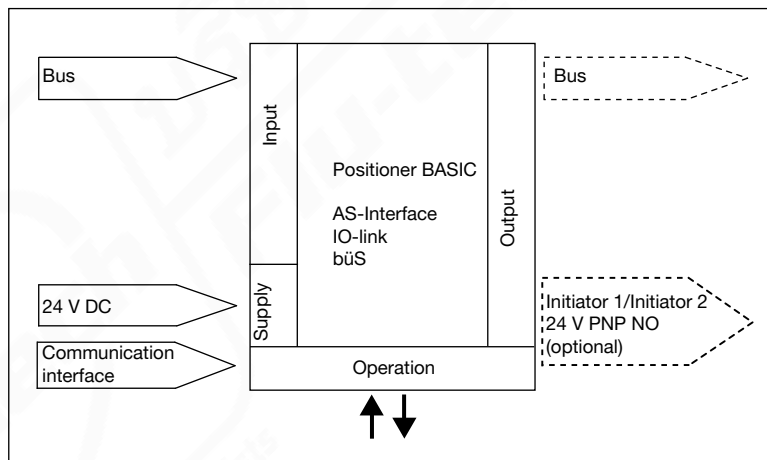 Bus
Bus
Input
Positioner BASIC
AS-Interface
IO-link
büS
Output
24 V DC
Supply
Initiator 1/Initiator 2
24 V PNP NO
(optional)
Communication
interface
Operation